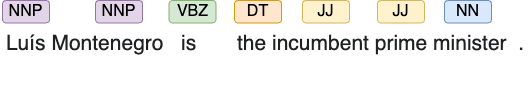 NNP NNP VBZ DT JJ JJ NN
Luís Montenegro is the incumbent prime minister .